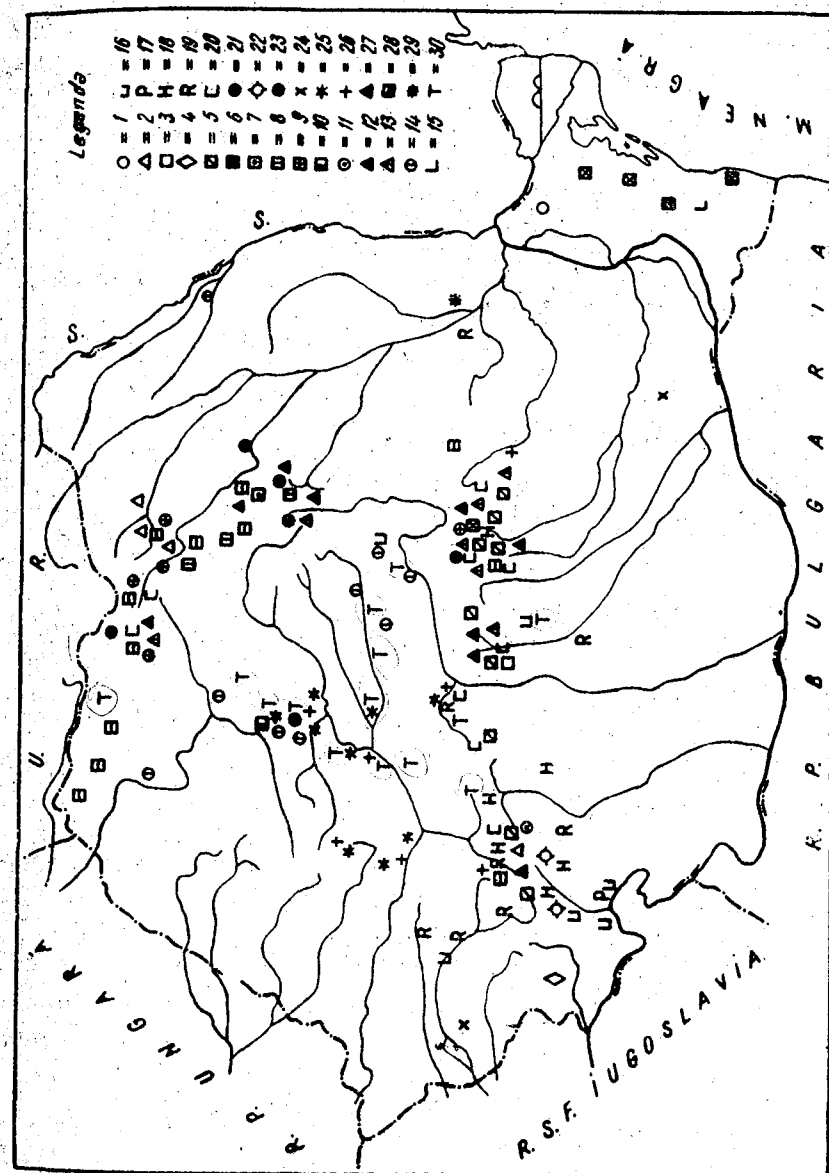 Legenda
= 1
= 2
= 3
= 4
= 5
= 6
= 7
= 8
= 9
= 10
= 11
= 12
= 13
= 14
L = 15
U = 16
P = 17
H = 18
R = 19
C = 20
= 21
= 22
= 23
x = 24
= 25
+ = 26
= 27
= 28
= 29
T = 30
U. R. S. S.
M. NEAGRĂ
R. P. BULGARIA
R. S. F. IUGOSLAVIA
R. P. UNGARĂ